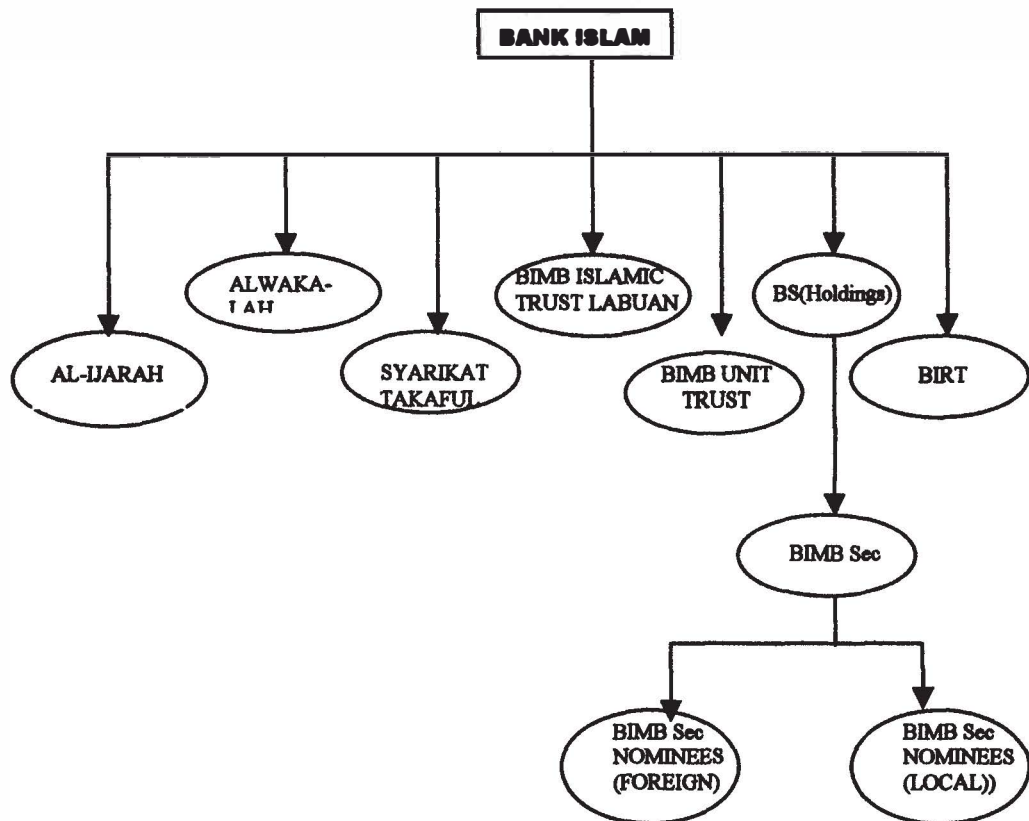 BANK ISLAM
ALWAKA-
LAH
BIMB ISLAMIC
TRUST LABUAN
BS(Holdings)
AL-IJARAH
SYARIKAT
TAKAFUL
BIMB UNIT
TRUST
BIRT
BIMB Sec
BIMB Sec
NOMINEES
(FOREIGN)
BIMB Sec
NOMINEES
(LOCAL))